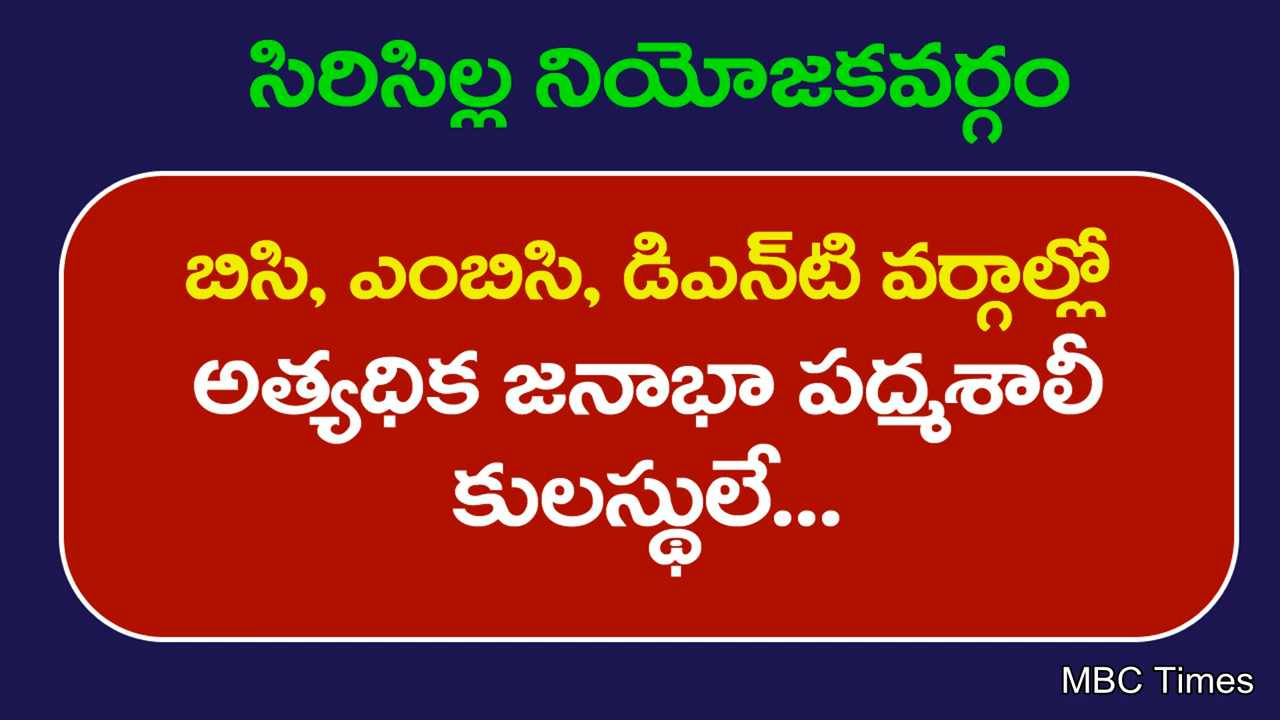 సిరిసిల్ల నియోజకవర్గం
బిసి, ఎంబిసి, డిఎన్‌టి వర్గాల్లో
అత్యధిక జనాభా పద్మశాలీ
కులస్థులే...
MBC Times